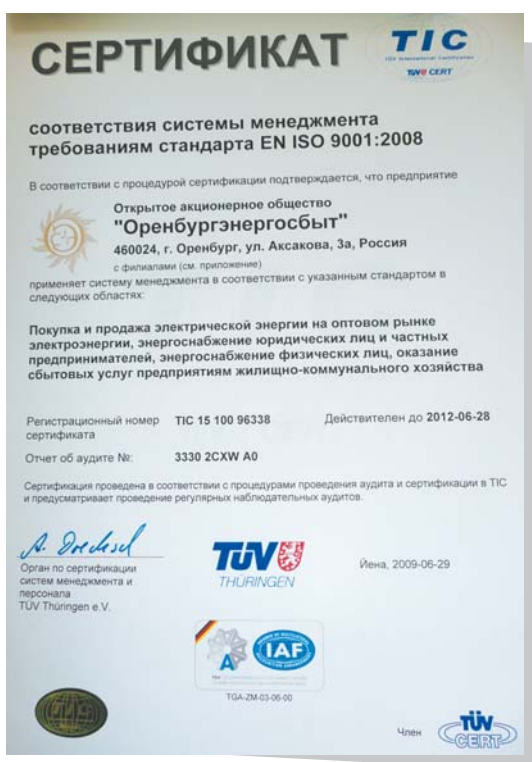 СЕРТИФИКАТ
TIC
TÜV International Certification
TÜV CERT
соответствия системы менеджмента
требованиям стандарта EN ISO 9001:2008
В соответствии с процедурой сертификации подтверждается, что предприятие
Открытое акционерное общество
"Оренбургэнергосбыт"
460024, г. Оренбург, ул. Аксакова, 3а, Россия
с филиалами (см. приложение)
применяет систему менеджмента в соответствии с указанным стандартом в
следующих областях:
Покупка и продажа электрической энергии на оптовом рынке
электроэнергии, энергоснабжение юридических лиц и частных
предпринимателей, энергоснабжение физических лиц, оказание
сбытовых услуг предприятиям жилищно-коммунального хозяйства
Регистрационный номер TIC 15 100 96338 Действителен до 2012-06-28
сертификата
Отчет об аудите №: 3330 2CXW A0
Сертификация проведена в соответствии с процедурами проведения аудита и сертификации в TIC
и предусматривает проведение регулярных наблюдательных аудитов.
Орган по сертификации
систем менеджмента и
персонала
TÜV Thüringen e.V.
TÜV
THÜRINGEN
Йена, 2009-06-29
A
IAF
TGA-ZM-03-06-00
Член
TÜV
CERT